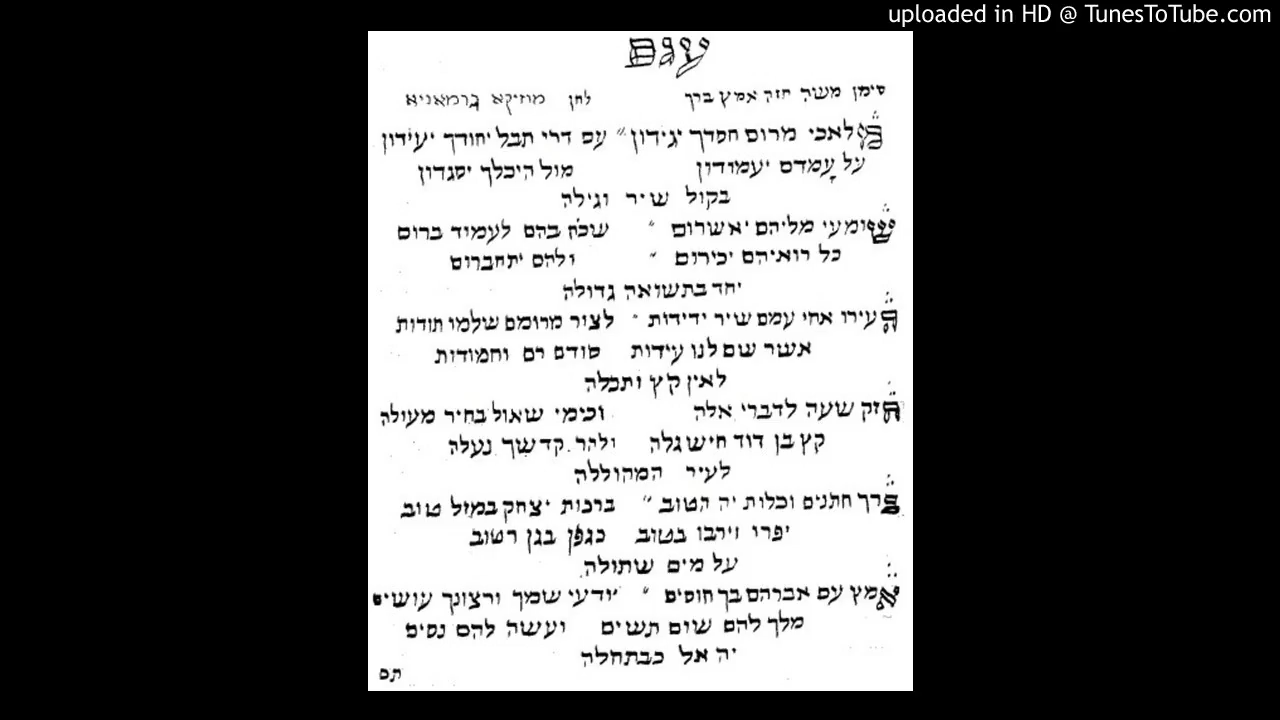 uploaded in HD @ TunesToTube.com
עגם
סימן משה חזה אמץ ברך לחן מוזיקא גרמאניא
מלאכי מרום חסדך יגידון עם דרי תבל יחודך יעידון
על עמדם יעמודון מול היכלך יסגדון
בקול שיר וגילה
שומעי מליהם יאשרום שכח בהם לעמוד ברום
כל רואיהם יכירום ולהם יתחברום
יחד בתשואה גדולה
העירו אחי עמם שיר ידידות לצור מרומם שלמו תודות
אשר שם לנו עידות סודם רם וחמודות
לאין קץ ותכלה
חזק שעה לדברי אלה וכימי שאול בחיר מעולה
קץ בן דוד חיש גלה ולהר קדשך נעלה
לעיר המהוללה
ברך חתנים וכלות יה הטוב ברכות יצחק במזל טוב
יפרו וירבו בטוב כגפן בגן רטוב
על מים שתולה
אמץ עם אברהם בך חוסים יודעי שמך ורצונך עושים
מלך להם שום תשים ועשה להם נסים
יה אל כבתחלה
תם